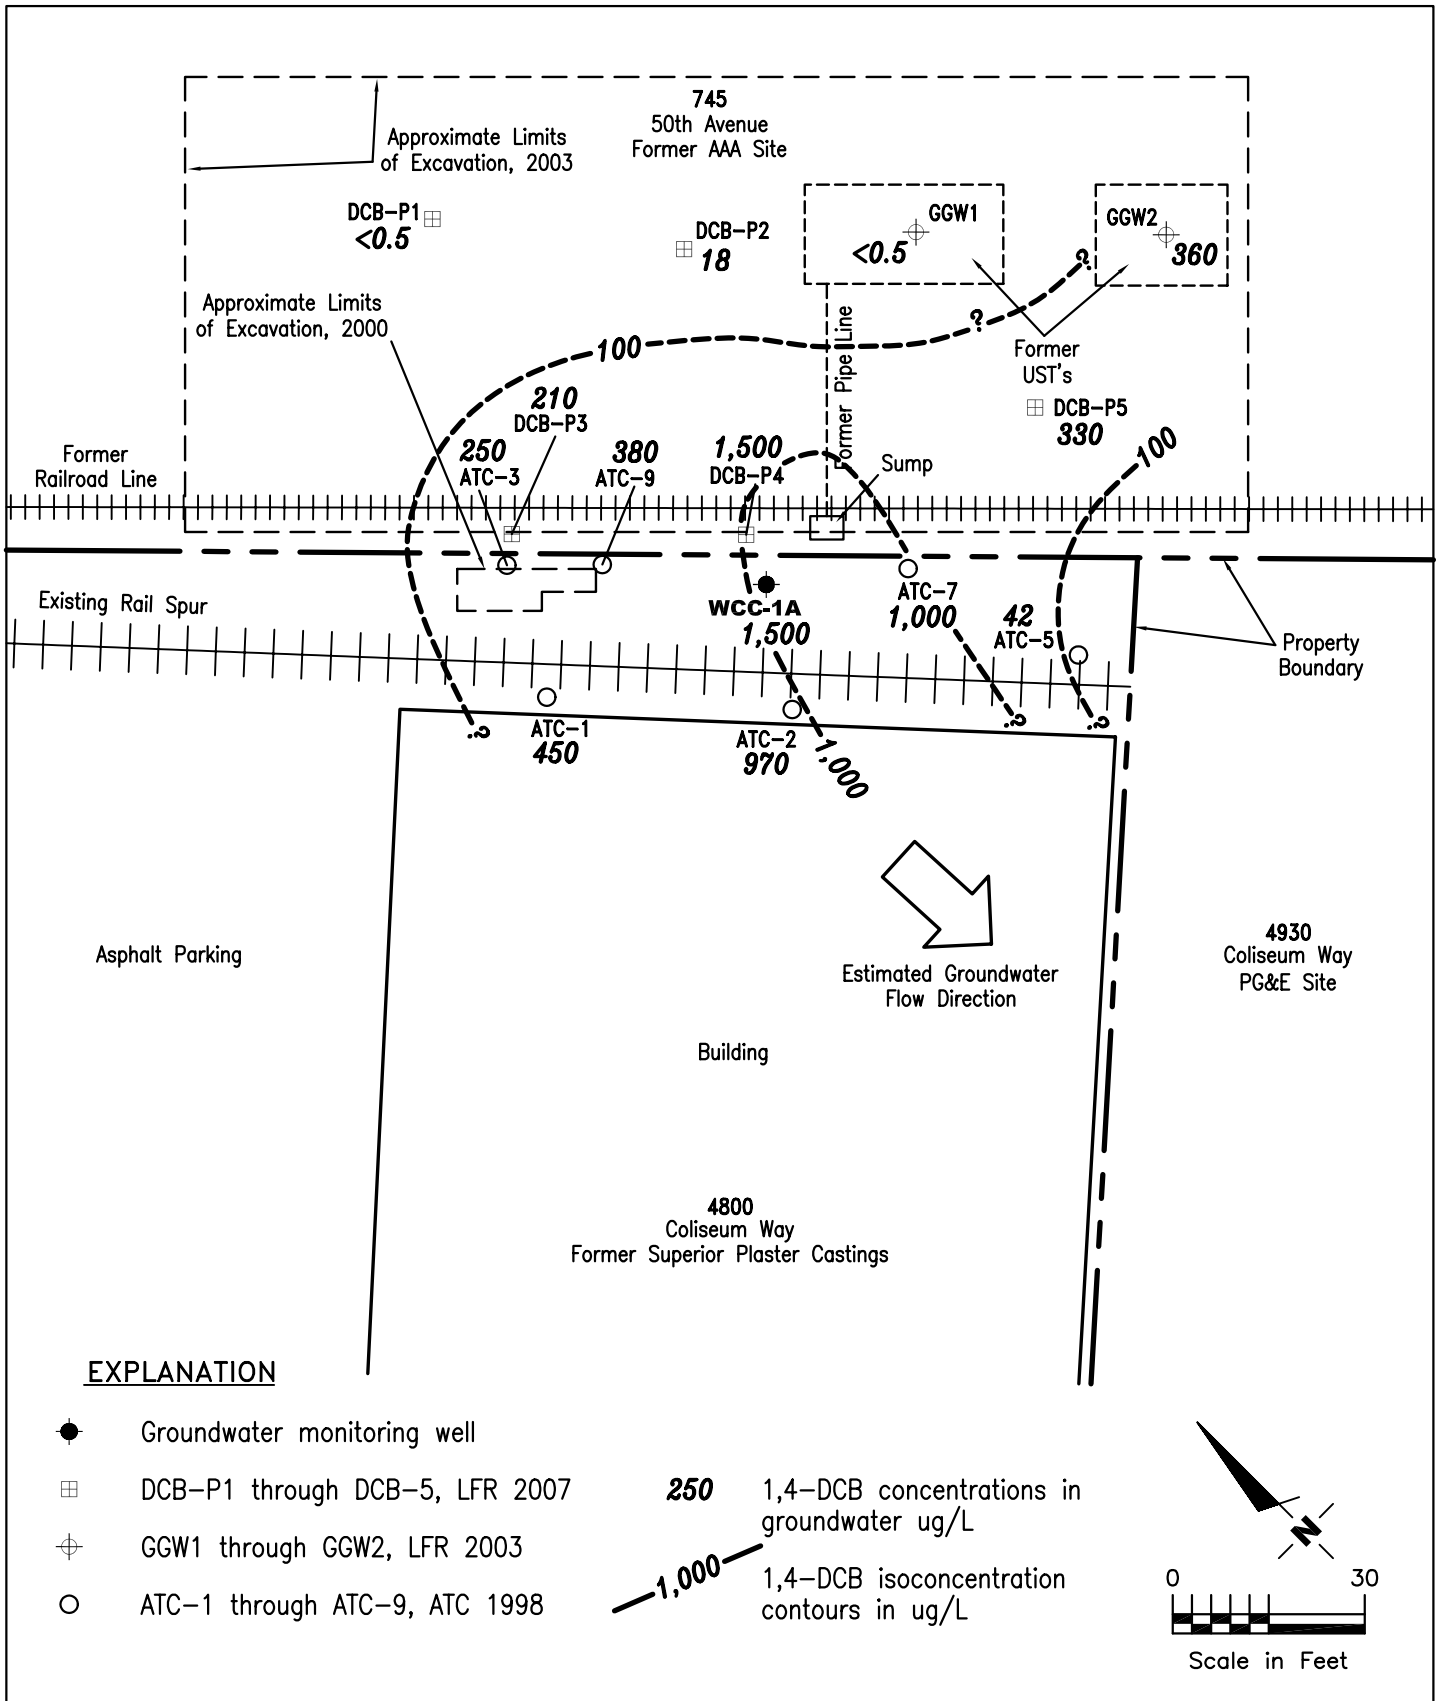 745
50th Avenue
Former AAA Site
Approximate Limits
of Excavation, 2003
DCB-P1
<0.5
DCB-P2
18
GGW1
<0.5
GGW2
360
?
?
Approximate Limits
of Excavation, 2000
100
Former Pipe Line
Former
UST's
210
DCB-P3
DCB-P5
330
250
ATC-3
380
ATC-9
1,500
DCB-P4
Sump
100
Former
Railroad Line
Existing Rail Spur
WCC-1A
1,500
ATC-7
1,000
42
ATC-5
Property
Boundary
?
ATC-1
450
ATC-2
970
1,000
?
?
Asphalt Parking
Estimated Groundwater
Flow Direction
4930
Coliseum Way
PG&E Site
Building
4800
Coliseum Way
Former Superior Plaster Castings
EXPLANATION
Groundwater monitoring well
DCB-P1 through DCB-5, LFR 2007
GGW1 through GGW2, LFR 2003
ATC-1 through ATC-9, ATC 1998
250
1,4-DCB concentrations in
groundwater ug/L
1,000
1,4-DCB isoconcentration
contours in ug/L
N
0 30
Scale in Feet